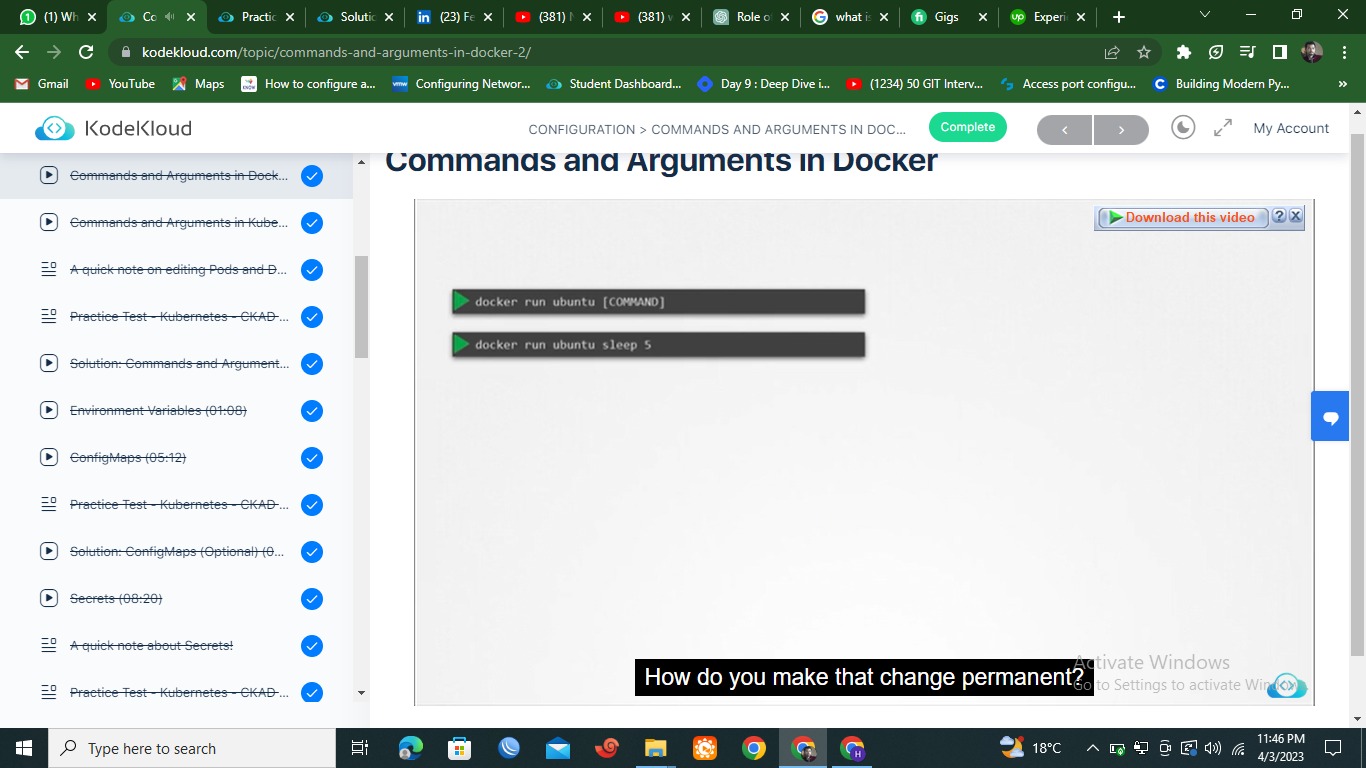 (1) Wh
Co
Practic
Solutic
(23) Fe
(381)
(381)
Role o
what is
Gigs
Experi
kodekloud.com/topic/commands-and-arguments-in-docker-2/
Gmail
YouTube
Maps
How to configure a...
Configuring Networ...
Student Dashboard...
Day 9 : Deep Dive i...
(1234) 50 GIT Interv...
Access port configu...
Building Modern Py...
»
KodeKloud
CONFIGURATION > COMMANDS AND ARGUMENTS IN DOC...
Complete
My Account
Commands and Arguments in Dock...
Commands and Arguments in Kube...
A quick note on editing Pods and D...
Practice Test - Kubernetes - CKAD ...
Solution: Commands and Argument...
Environment Variables (01:08)
ConfigMaps (05:12)
Practice Test - Kubernetes - CKAD ...
Solution: ConfigMaps (Optional) (0...
Secrets (08:20)
A quick note about Secrets!
Practice Test - Kubernetes - CKAD ...
Commands and Arguments in Docker
Download this video
docker run ubuntu [COMMAND]
docker run ubuntu sleep 5
How do you make that change permanent?
Activate Windows
Go to Settings to activate Windows.
Type here to search
18°C
11:46 PM
4/3/2023